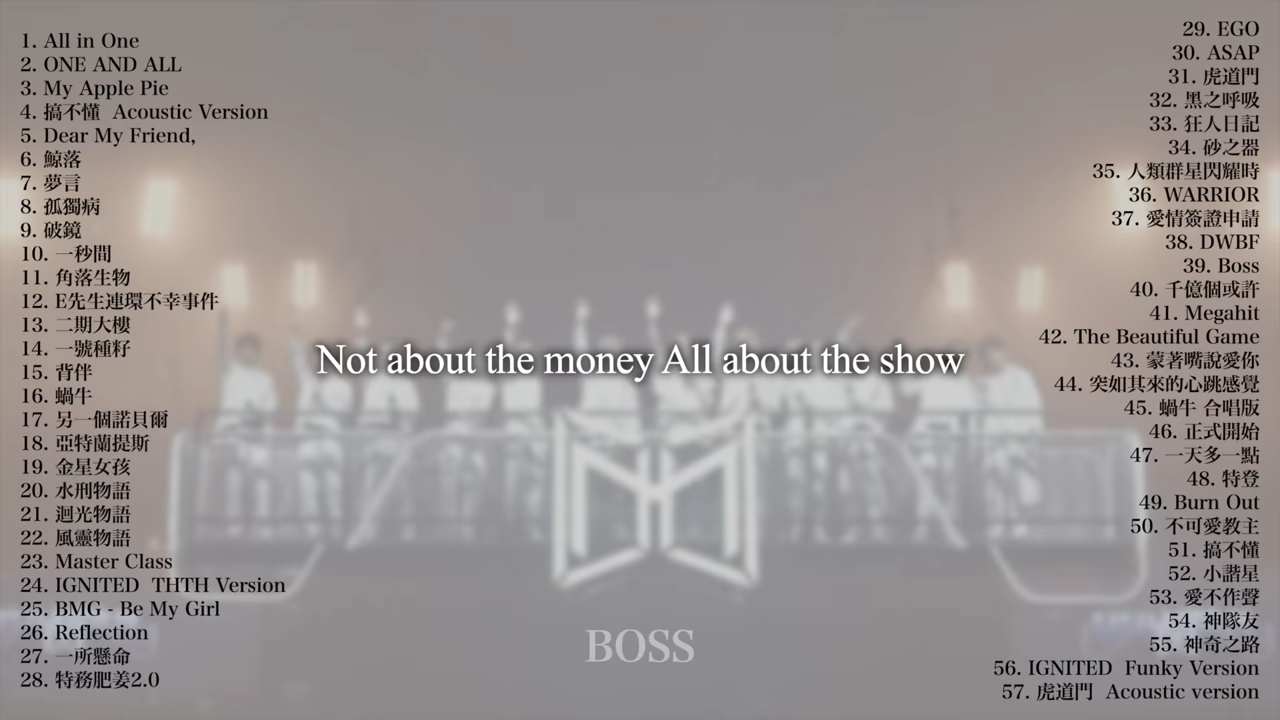 1. All in One
2. ONE AND ALL
3. My Apple Pie
4. 搞不懂 Acoustic Version
5. Dear My Friend,
6. 鯨落
7. 夢言
8. 孤獨病
9. 破鏡
10. 一秒間
11. 角落生物
12. E先生連環不幸事件
13. 二期大樓
14. 一號種籽
15. 背伴
16. 蝸牛
17. 另一個諾貝爾
18. 亞特蘭提斯
19. 金星女孩
20. 水刑物語
21. 迴光物語
22. 風靈物語
23. Master Class
24. IGNITED THTH Version
25. BMG - Be My Girl
26. Reflection
27. 一所懸命
28. 特務肥姜2.0
Not about the money All about the show
BOSS
29. EGO
30. ASAP
31. 虎道門
32. 黑之呼吸
33. 狂人日記
34. 砂之器
35. 人類群星閃耀時
36. WARRIOR
37. 愛情簽證申請
38. DWBF
39. Boss
40. 千億個或許
41. Megahit
42. The Beautiful Game
43. 蒙著嘴說愛你
44. 突如其來的心跳感覺
45. 蝸牛 合唱版
46. 正式開始
47. 一天多一點
48. 特登
49. Burn Out
50. 不可愛教主
51. 搞不懂
52. 小諧星
53. 愛不作聲
54. 神隊友
55. 神奇之路
56. IGNITED Funky Version
57. 虎道門 Acoustic version